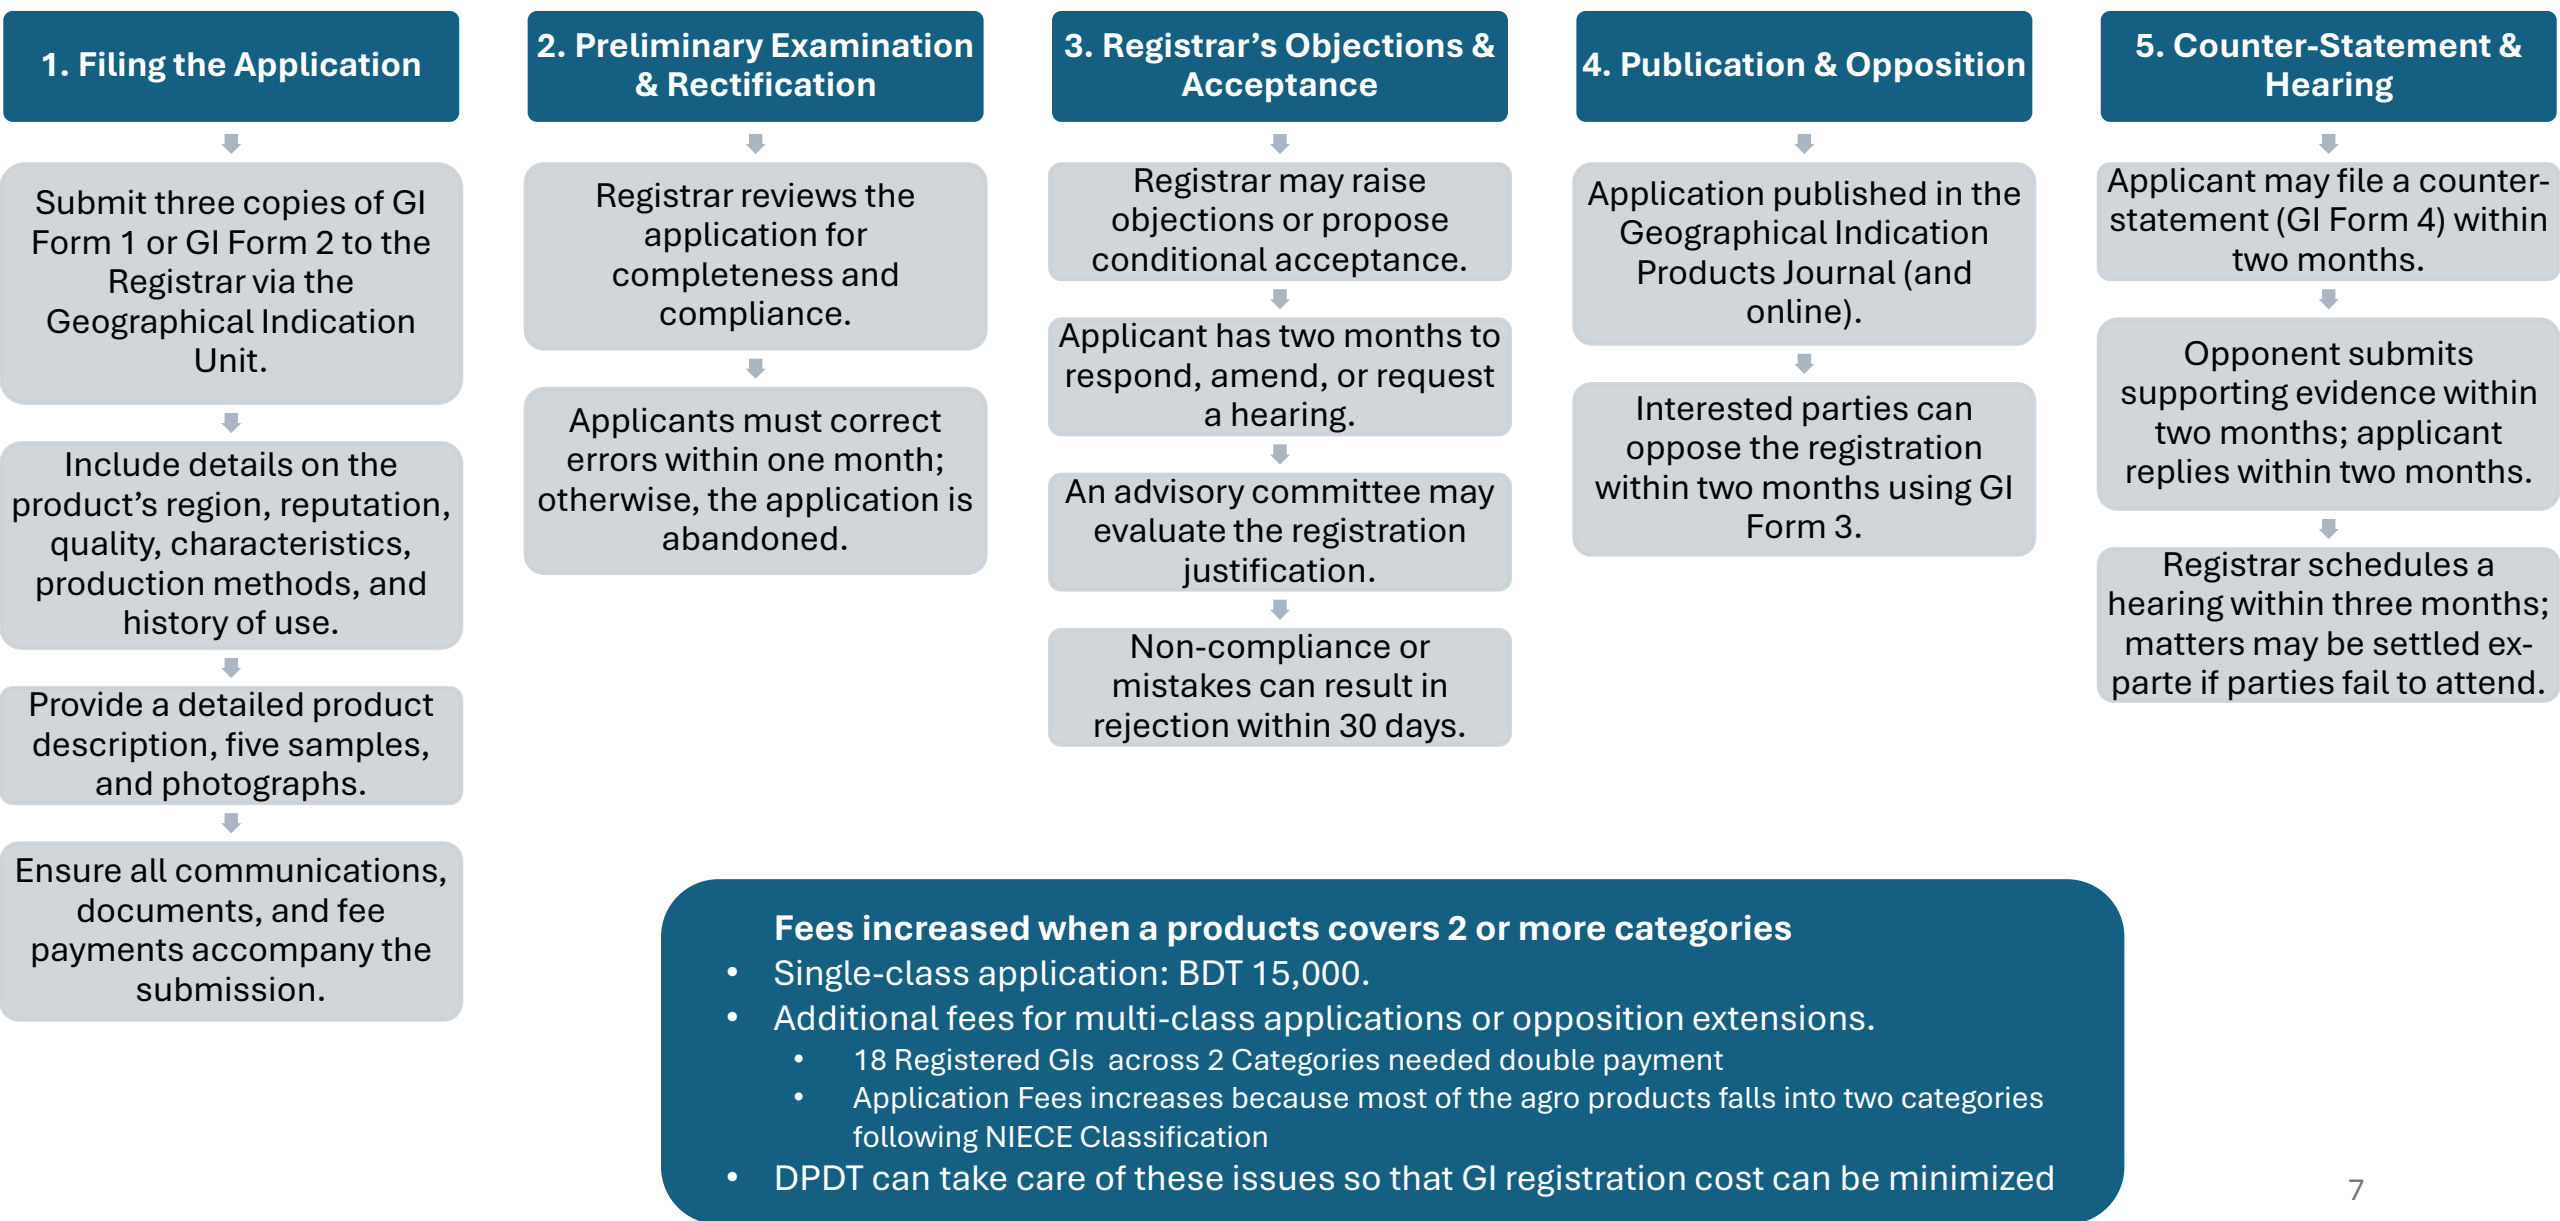 1. Filing the Application
Submit three copies of GI
Form 1 or GI Form 2 to the
Registrar via the
Geographical Indication
Unit.
Include details on the
product’s region, reputation,
quality, characteristics,
production methods, and
history of use.
Provide a detailed product
description, five samples,
and photographs.
Ensure all communications,
documents, and fee
payments accompany the
submission.
2. Preliminary Examination
& Rectification
Registrar reviews the
application for
completeness and
compliance.
Applicants must correct
errors within one month;
otherwise, the application is
abandoned.
3. Registrar’s Objections &
Acceptance
Registrar may raise
objections or propose
conditional acceptance.
Applicant has two months to
respond, amend, or request
a hearing.
An advisory committee may
evaluate the registration
justification.
Non-compliance or
mistakes can result in
rejection within 30 days.
4. Publication & Opposition
Application published in the
Geographical Indication
Products Journal (and
online).
Interested parties can
oppose the registration
within two months using GI
Form 3.
5. Counter-Statement &
Hearing
Applicant may file a counter-
statement (GI Form 4) within
two months.
Opponent submits
supporting evidence within
two months; applicant
replies within two months.
Registrar schedules a
hearing within three months;
matters may be settled ex-
parte if parties fail to attend.
Fees increased when a products covers 2 or more categories
• Single-class application: BDT 15,000.
• Additional fees for multi-class applications or opposition extensions.
• 18 Registered GIs across 2 Categories needed double payment
• Application Fees increases because most of the agro products falls into two categories
following NIECE Classification
• DPDT can take care of these issues so that GI registration cost can be minimized
7